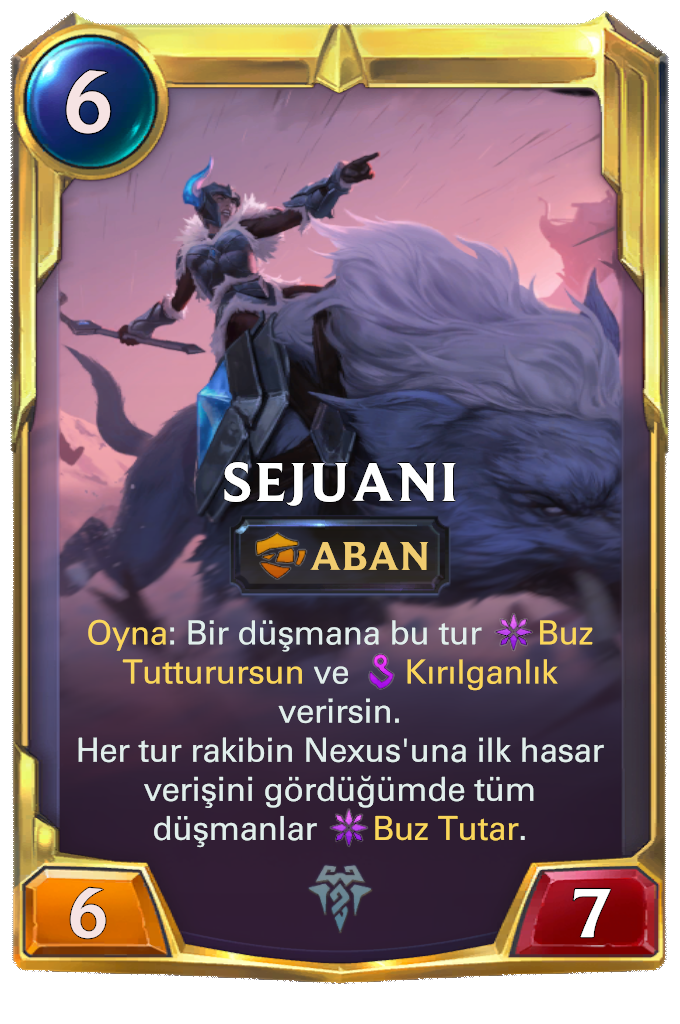 6
SEJUANI
ABAN
Oyna: Bir düşmana bu tur Buz
Tutturursun ve Kırılganlık
verirsin.
Her tur rakibin Nexus'una ilk hasar
verişini gördüğümde tüm
düşmanlar Buz Tutar.
6
7